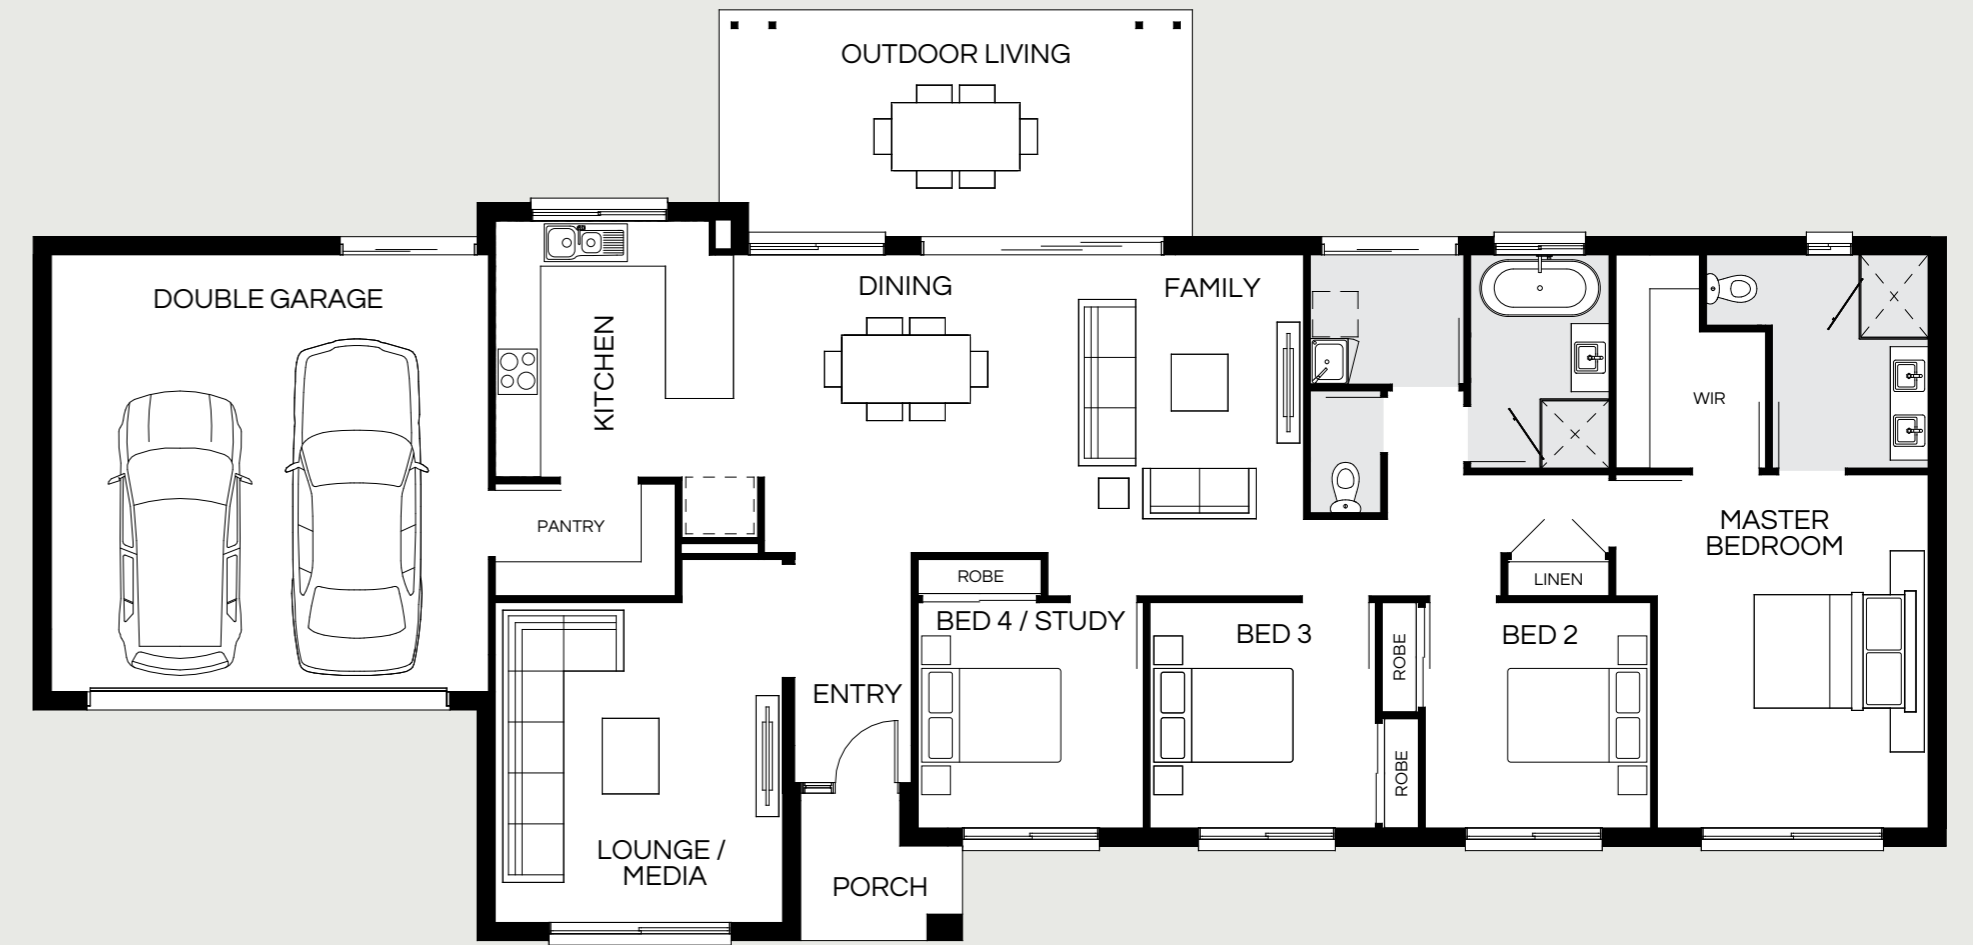 OUTDOOR LIVING
DOUBLE GARAGE
KITCHEN
DINING
FAMILY
WIR
PANTRY
MASTER
BEDROOM
ROBE
LINEN
BED 4 / STUDY
BED 3
ROBE
BED 2
ENTRY
ROBE
LOUNGE /
MEDIA
PORCH